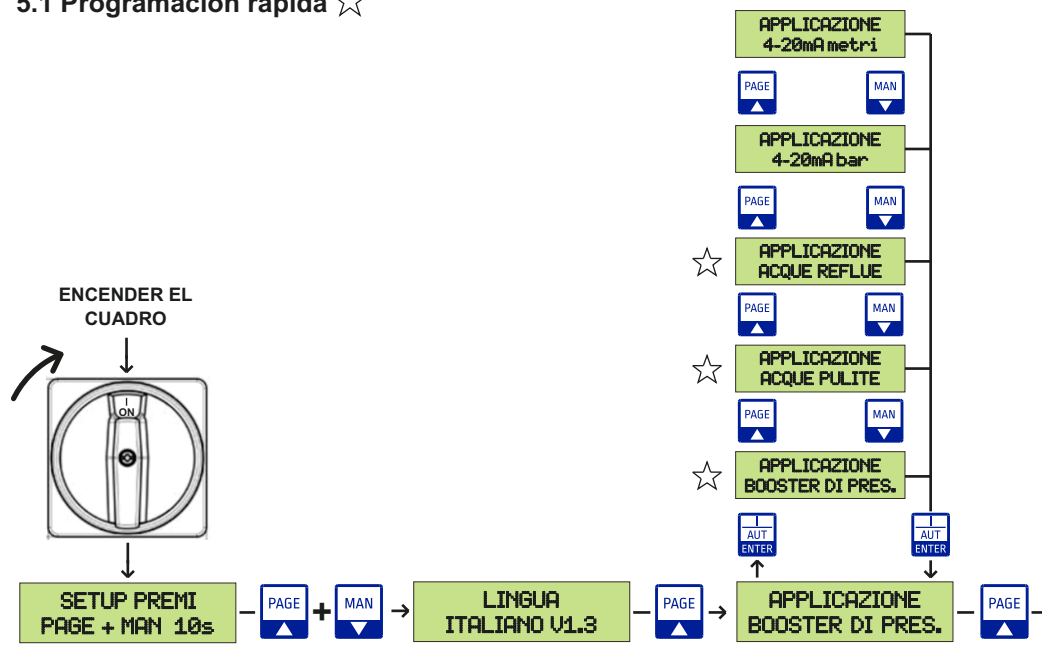 5.1 Programación rápida
APPLICAZIONE
4-20mA metri
PAGE
MAN
APPLICAZIONE
4-20mA bar
PAGE
MAN
APPLICAZIONE
ACQUE REFLUE
PAGE
MAN
APPLICAZIONE
ACQUE PULITE
PAGE
MAN
APPLICAZIONE
BOOSTER DI PRES.
I
AUT
ENTER
I
AUT
ENTER
ENCENDER EL
CUADRO
I
ON
SETUP PREMI
PAGE + MAN 10s
PAGE
+
MAN
LINGUA
ITALIANO V1.3
PAGE
APPLICAZIONE
BOOSTER DI PRES.
PAGE